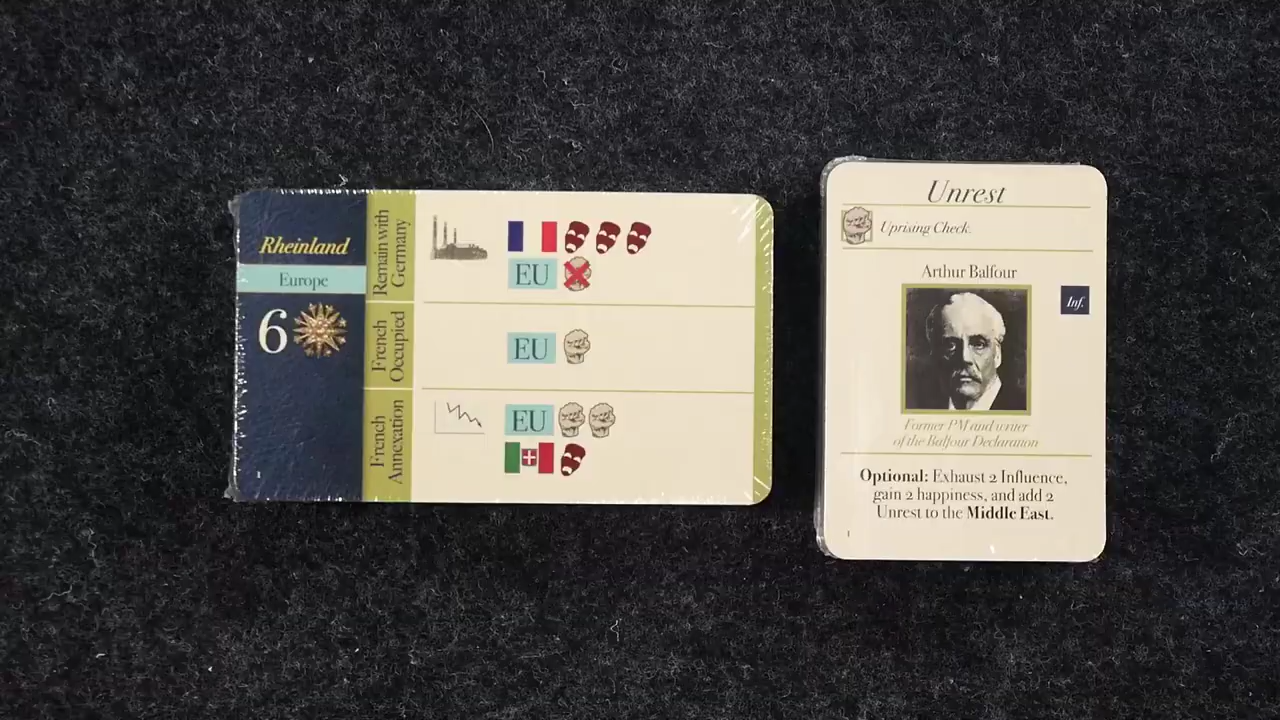 Rheinland
Europe
6
Remain with
Germany
EU
French
Occupied
EU
French
Annexation
EU
Unrest
Uprising Check.
Arthur Balfour
Inf.
Former PM and writer
of the Balfour Declaration
Optional: Exhaust 2 Influence,
gain 2 happiness, and add 2
Unrest to the Middle East.
1